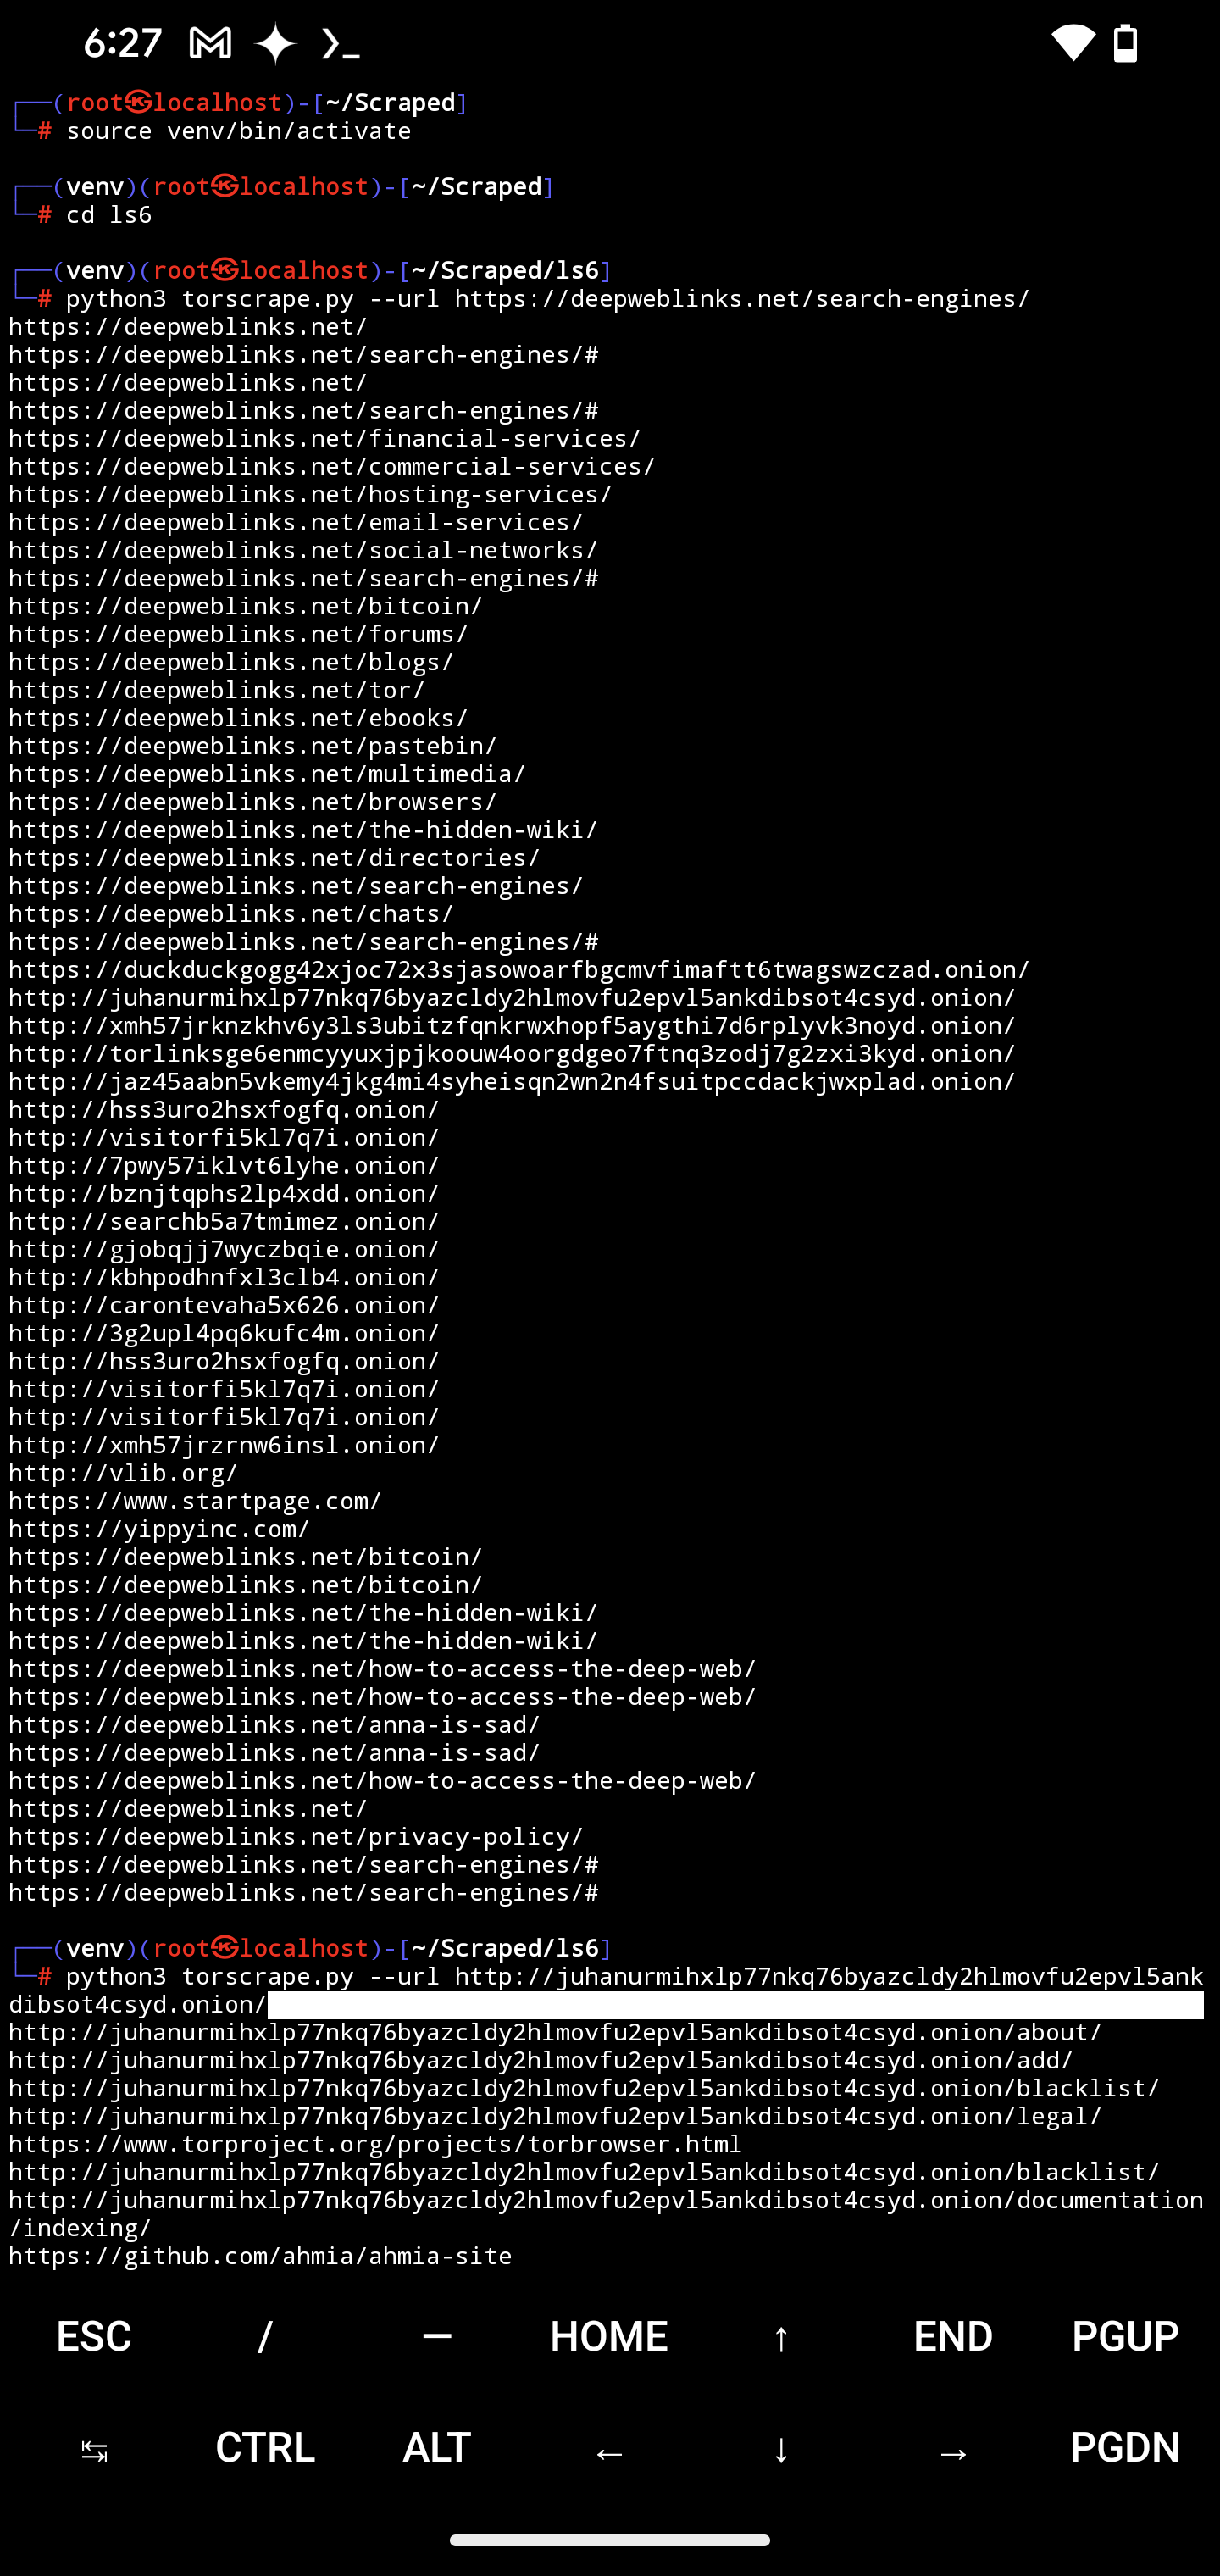 6:27
┌──(root㉿localhost)-[~/Scraped]
└─# source venv/bin/activate
┌──(venv)(root㉿localhost)-[~/Scraped]
└─# cd ls6
┌──(venv)(root㉿localhost)-[~/Scraped/ls6]
└─# python3 torscrape.py --url https://deepweblinks.net/search-engines/
https://deepweblinks.net/
https://deepweblinks.net/search-engines/#
https://deepweblinks.net/
https://deepweblinks.net/search-engines/#
https://deepweblinks.net/financial-services/
https://deepweblinks.net/commercial-services/
https://deepweblinks.net/hosting-services/
https://deepweblinks.net/email-services/
https://deepweblinks.net/social-networks/
https://deepweblinks.net/search-engines/#
https://deepweblinks.net/bitcoin/
https://deepweblinks.net/forums/
https://deepweblinks.net/blogs/
https://deepweblinks.net/tor/
https://deepweblinks.net/ebooks/
https://deepweblinks.net/pastebin/
https://deepweblinks.net/multimedia/
https://deepweblinks.net/browsers/
https://deepweblinks.net/the-hidden-wiki/
https://deepweblinks.net/directories/
https://deepweblinks.net/search-engines/
https://deepweblinks.net/chats/
https://deepweblinks.net/search-engines/#
https://duckduckgogg42xjoc72x3sjasowoarfbgcmvfimaftt6twagswzczad.onion/
http://juhanurmihxlp77nkq76byazcldy2hlmovfu2epvl5ankdibsot4csyd.onion/
http://xmh57jrknzkhv6y3ls3ubitzfqnkrwxhopf5aygthi7d6rplyvk3noyd.onion/
http://torlinksge6enmcyyuxjpjkoouw4oorgdgeo7ftnq3zodj7g2zxi3kyd.onion/
http://jaz45aabn5vkemy4jkg4mi4syheisqn2wn2n4fsuitpccdackjwxplad.onion/
http://hss3uro2hsxfogfq.onion/
http://visitorfi5kl7q7i.onion/
http://7pwy57iklvt6lyhe.onion/
http://bznjtqphs2lp4xdd.onion/
http://searchb5a7tmimez.onion/
http://gjobqjj7wyczbqie.onion/
http://kbhpodhnfxl3clb4.onion/
http://carontevaha5x626.onion/
http://3g2upl4pq6kufc4m.onion/
http://hss3uro2hsxfogfq.onion/
http://visitorfi5kl7q7i.onion/
http://visitorfi5kl7q7i.onion/
http://xmh57jrzrnw6insl.onion/
http://vlib.org/
https://www.startpage.com/
https://yippyinc.com/
https://deepweblinks.net/bitcoin/
https://deepweblinks.net/bitcoin/
https://deepweblinks.net/the-hidden-wiki/
https://deepweblinks.net/the-hidden-wiki/
https://deepweblinks.net/how-to-access-the-deep-web/
https://deepweblinks.net/how-to-access-the-deep-web/
https://deepweblinks.net/anna-is-sad/
https://deepweblinks.net/anna-is-sad/
https://deepweblinks.net/how-to-access-the-deep-web/
https://deepweblinks.net/
https://deepweblinks.net/privacy-policy/
https://deepweblinks.net/search-engines/#
https://deepweblinks.net/search-engines/#
┌──(venv)(root㉿localhost)-[~/Scraped/ls6]
└─# python3 torscrape.py --url http://juhanurmihxlp77nkq76byazcldy2hlmovfu2epvl5ank
dibsot4csyd.onion/
http://juhanurmihxlp77nkq76byazcldy2hlmovfu2epvl5ankdibsot4csyd.onion/about/
http://juhanurmihxlp77nkq76byazcldy2hlmovfu2epvl5ankdibsot4csyd.onion/add/
http://juhanurmihxlp77nkq76byazcldy2hlmovfu2epvl5ankdibsot4csyd.onion/blacklist/
http://juhanurmihxlp77nkq76byazcldy2hlmovfu2epvl5ankdibsot4csyd.onion/legal/
https://www.torproject.org/projects/torbrowser.html
http://juhanurmihxlp77nkq76byazcldy2hlmovfu2epvl5ankdibsot4csyd.onion/blacklist/
http://juhanurmihxlp77nkq76byazcldy2hlmovfu2epvl5ankdibsot4csyd.onion/documentation
/indexing/
https://github.com/ahmia/ahmia-site
ESC / — HOME ↑ END PGUP
↹ CTRL ALT ← ↓ → PGDN